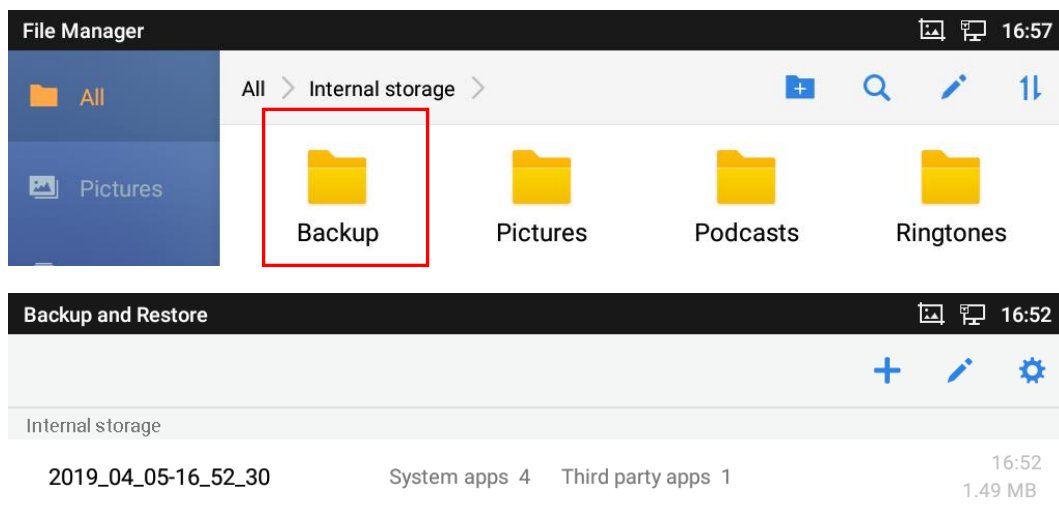 File Manager 16:57
All All Internal storage
Pictures
Backup Pictures Podcasts Ringtones
Backup and Restore 16:52
Internal storage
2019_04_05-16_52_30 System apps 4 Third party apps 1 16:52
1.49 MB